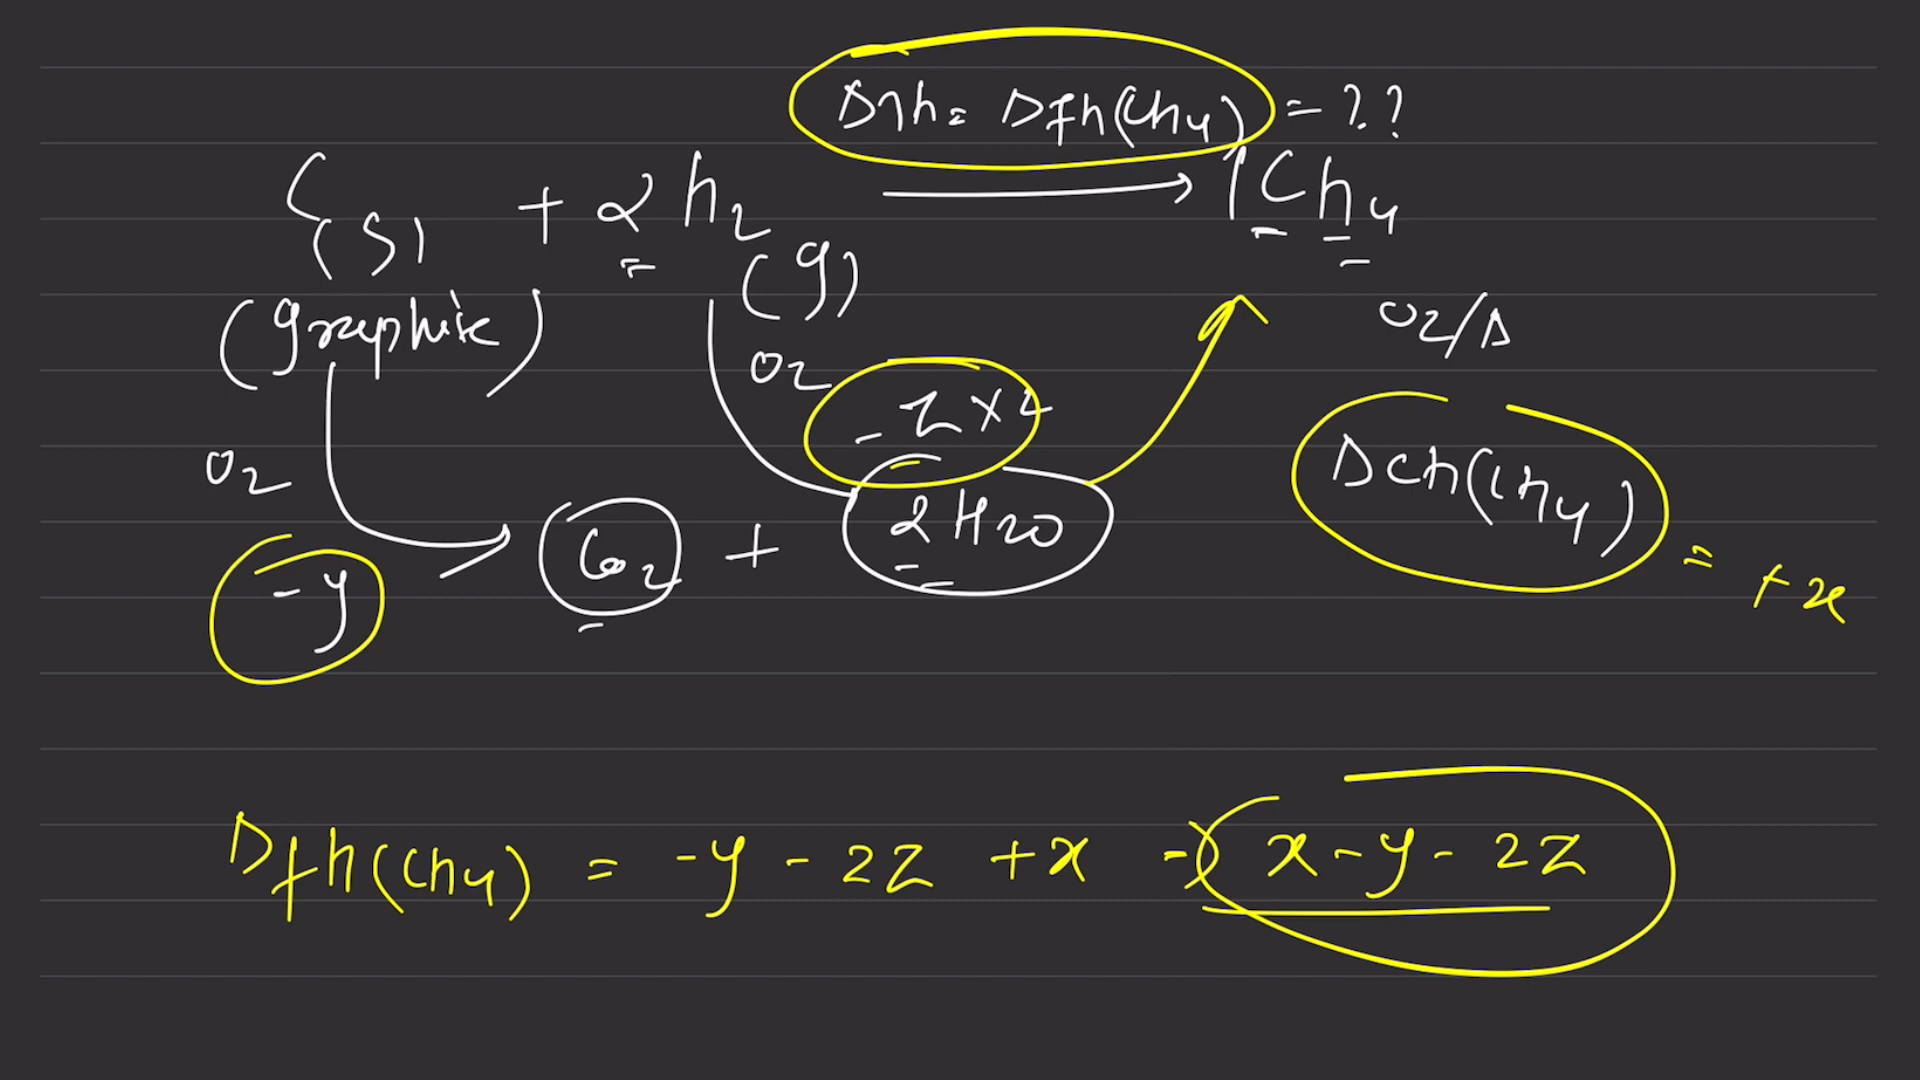 Δrh = Δfh(Ch4) = ??
C(s) + 2h2(g) → 1Ch4
(graphite)
O2/Δ
O2
-Z×2
Δch(Ch4) = +x
O2
CO2 + 2H2O
-y
Δfh(Ch4) = -y - 2Z + x ⇒ x - y - 2Z